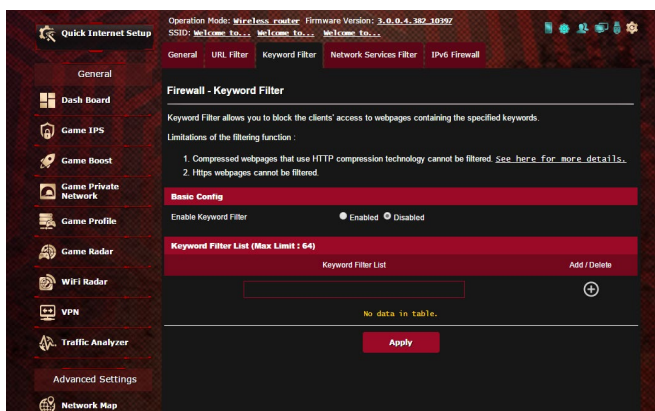 Quick Internet Setup
Operation Mode: Wireless router Firmware Version: 3.0.0.4.382_10397
SSID: Welcome to... Welcome to... Welcome to...
General URL Filter Keyword Filter Network Services Filter IPv6 Firewall
General
Dash Board
Game IPS
Game Boost
Game Private
Network
Game Profile
Game Radar
WiFi Radar
VPN
Traffic Analyzer
Advanced Settings
Network Map
Firewall - Keyword Filter
Keyword Filter allows you to block the clients' access to webpages containing the specified keywords.
Limitations of the filtering function :
1. Compressed webpages that use HTTP compression technology cannot be filtered. See here for more details.
2. Https webpages cannot be filtered.
Basic Config
Enable Keyword Filter Enabled Disabled
Keyword Filter List (Max Limit : 64)
Keyword Filter List Add / Delete
No data in table.
Apply